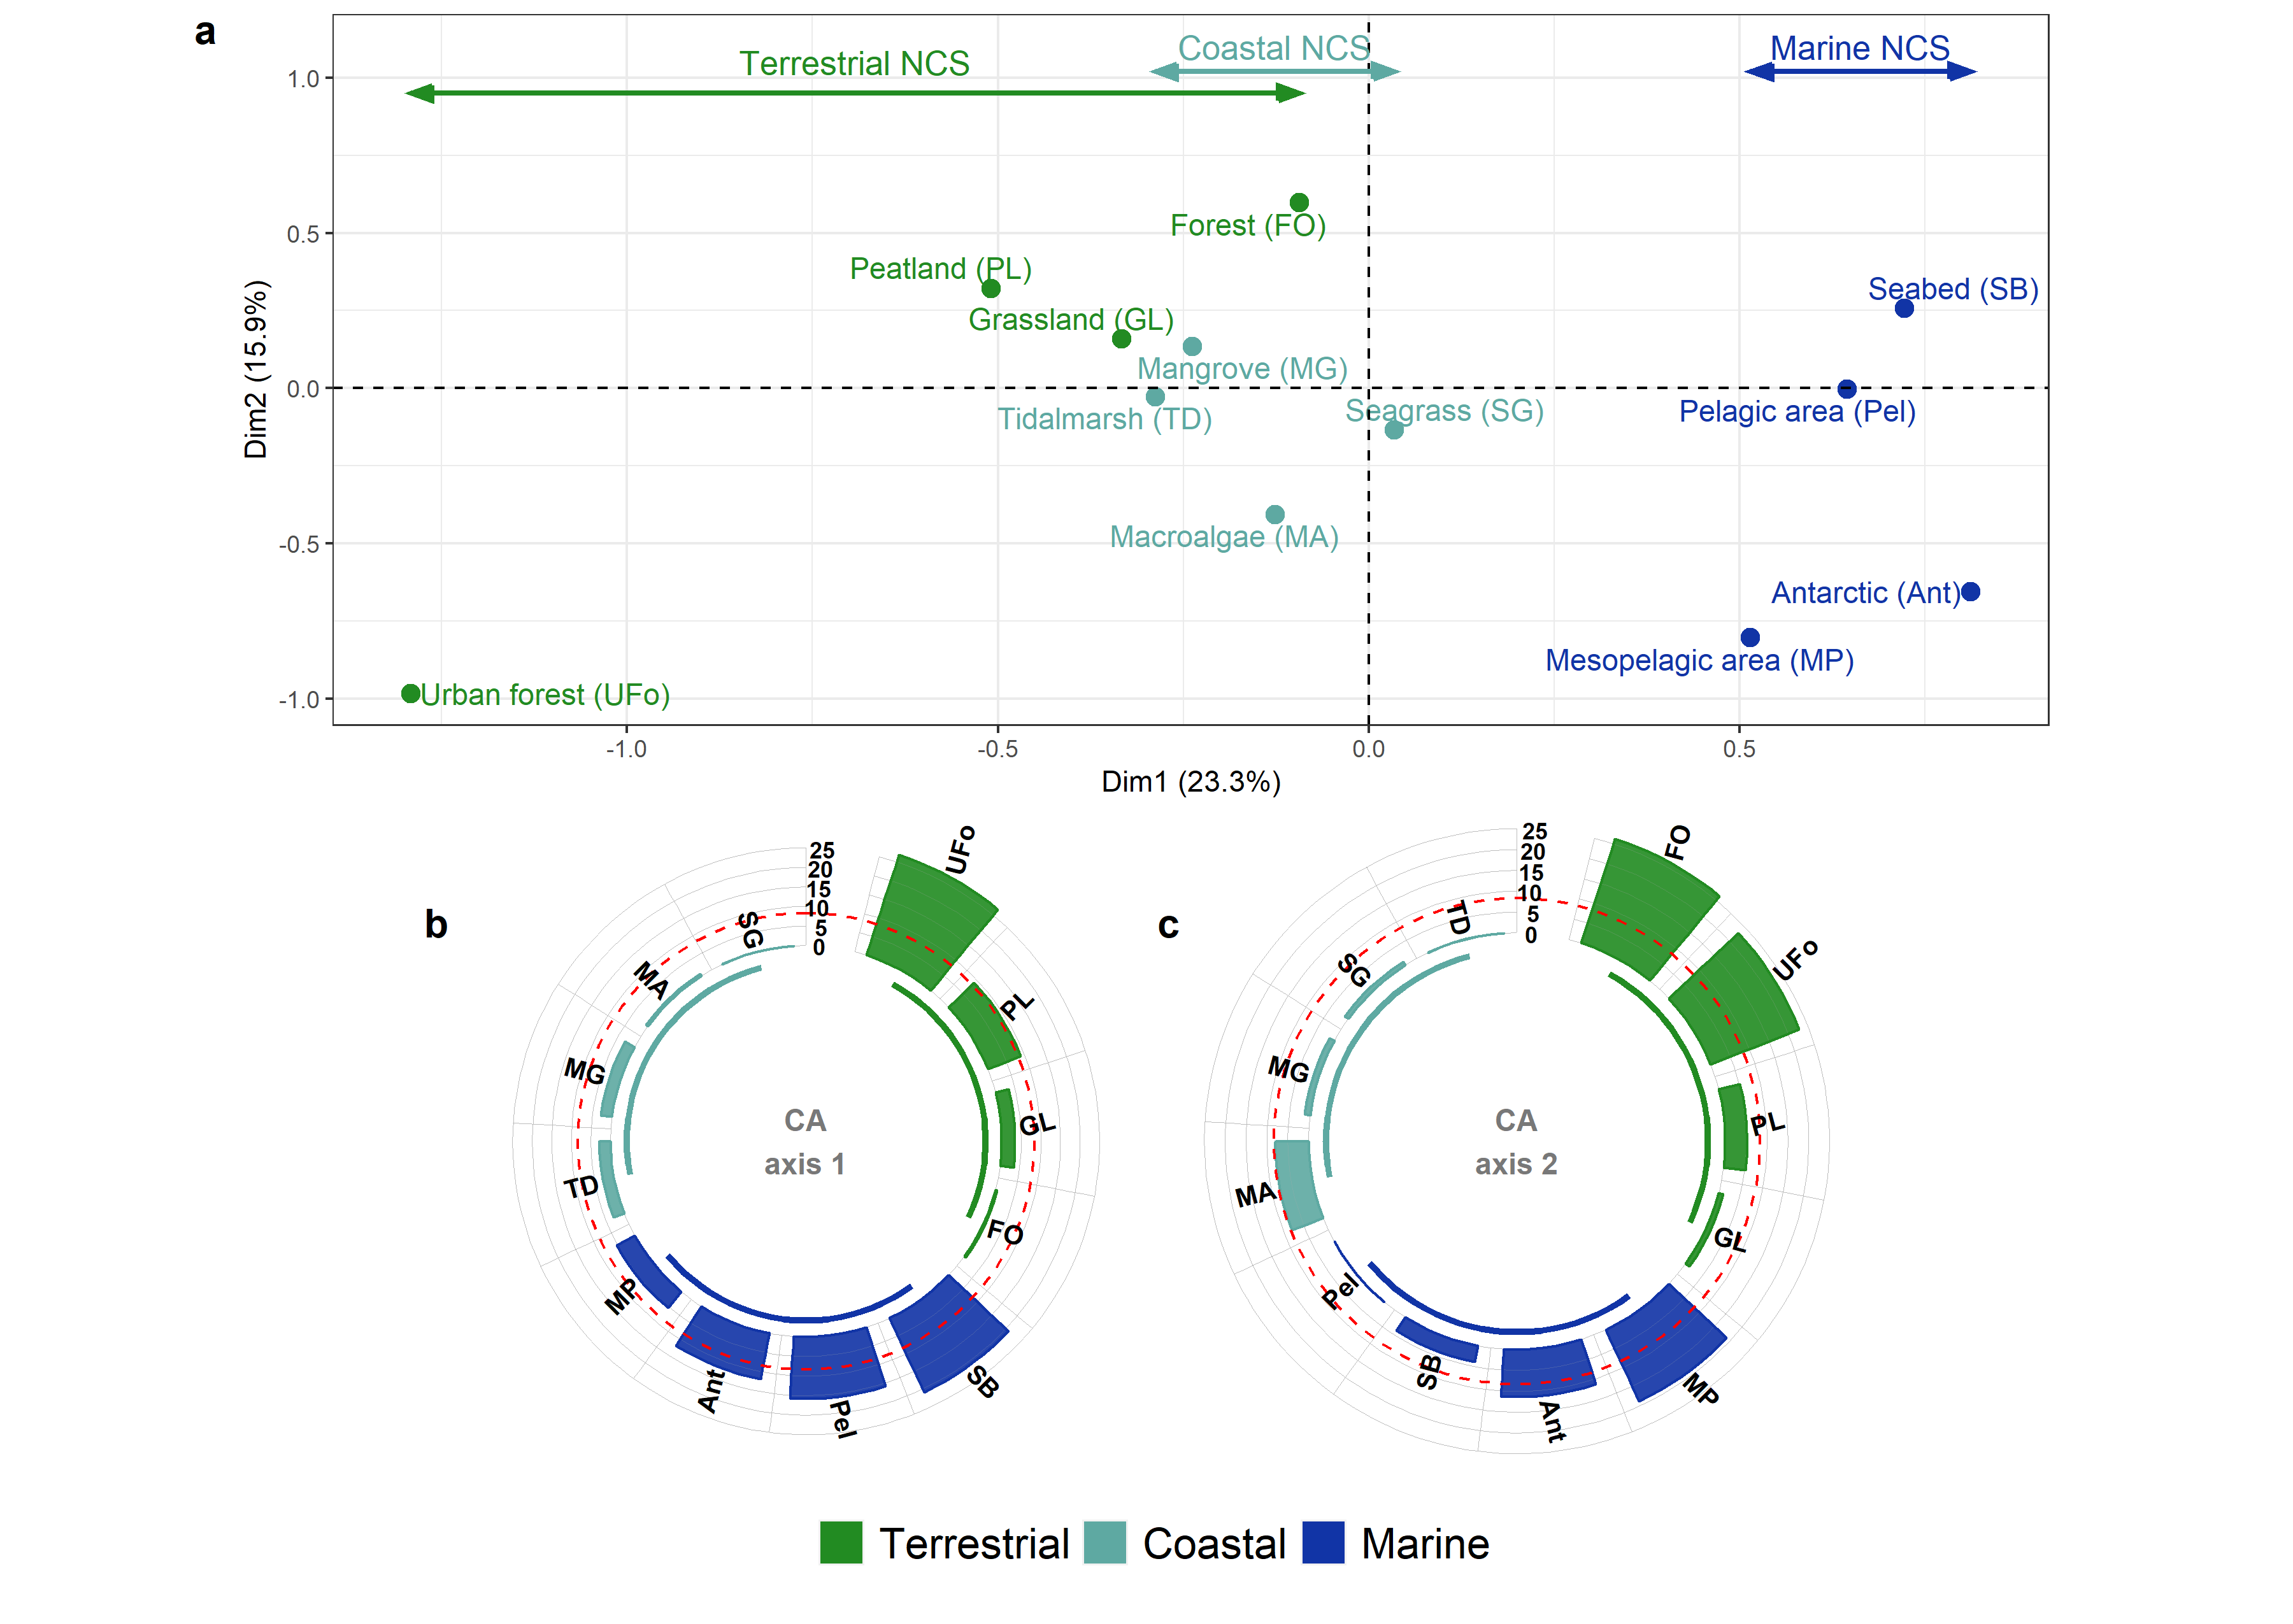 a
Terrestrial NCS
Coastal NCS
Marine NCS
1.0
0.5
0.0
-0.5
-1.0
Dim2 (15.9%)
Forest (FO)
Peatland (PL)
Seabed (SB)
Grassland (GL)
Mangrove (MG)
Tidalmarsh (TD)
Seagrass (SG)
Pelagic area (Pel)
Macroalgae (MA)
Antarctic (Ant)
Mesopelagic area (MP)
Urban forest (UFo)
-1.0
-0.5
0.0
0.5
Dim1 (23.3%)
b
25
20
15
10
5
0
UFo
PL
GL
FO
SB
Pel
Ant
MP
TD
MG
MA
SG
CA
axis 1
c
25
20
15
10
5
0
FO
UFo
PL
GL
MP
Ant
SB
Pel
MA
MG
SG
TD
CA
axis 2
Terrestrial
Coastal
Marine